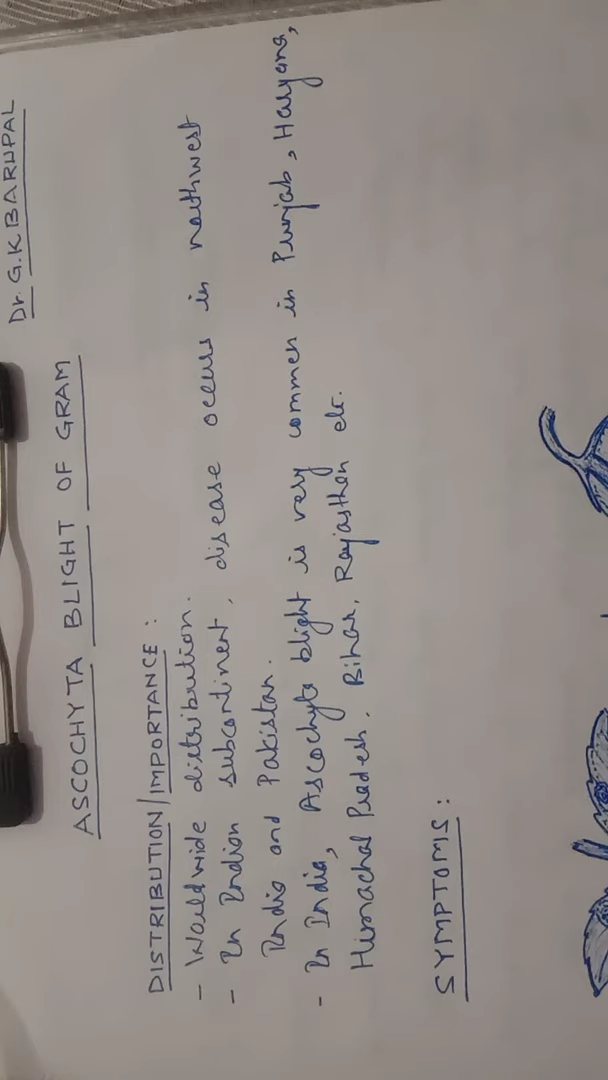 Dr. G.K BARUPAL
ASCOCHYTA BLIGHT OF GRAM
DISTRIBUTION/IMPORTANCE:
- Worldwide distribution.
- In Indian subcontinent, disease occurs in northwest
India and Pakistan.
- In India, Ascochyta blight is very common in Punjab, Haryana,
Himachal Pradesh, Bihar, Rajasthan etc.
SYMPTOMS: